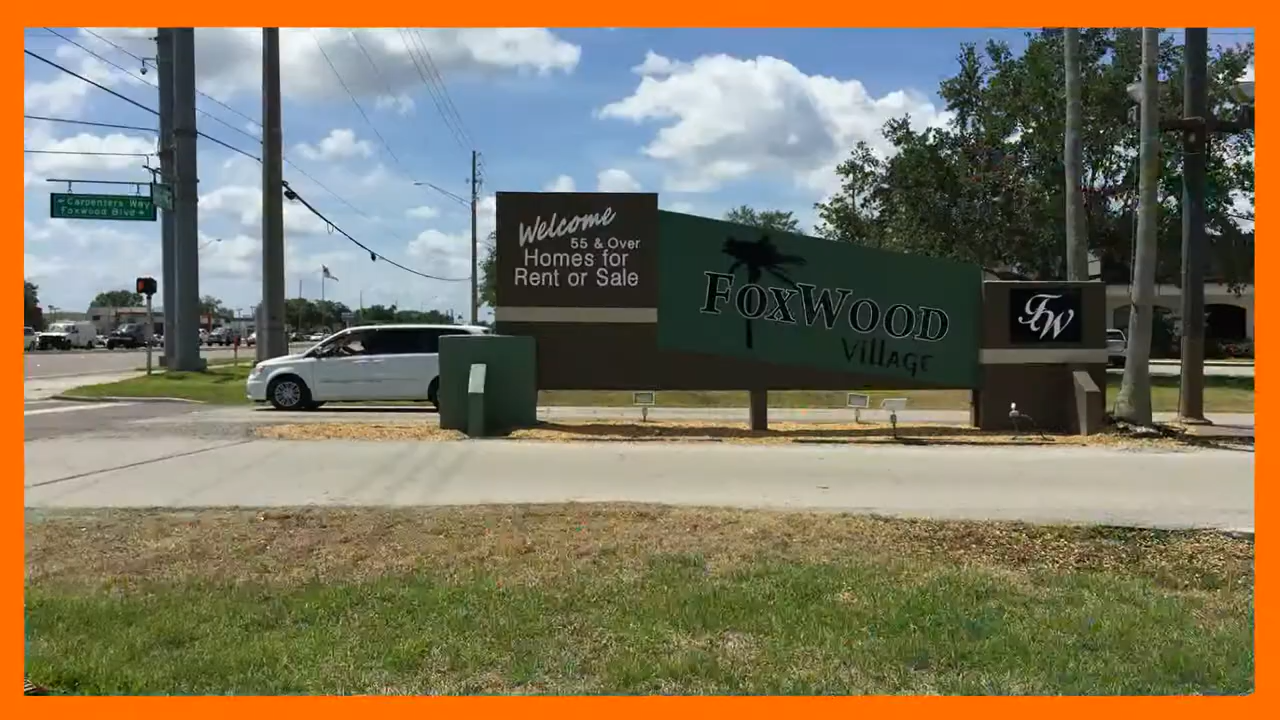 Carpenters Way
Foxwood Blvd
Welcome
55 & Over
Homes for
Rent or Sale
FoxWood
Village
FW